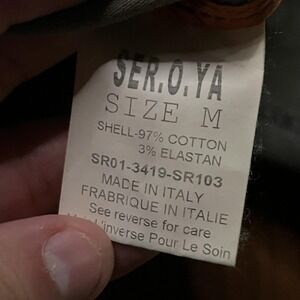 SER.O.YA
SIZE M
SHELL-97% COTTON
3% ELASTAN
SR01-3419-SR103
MADE IN ITALY
FRABRIQUE IN ITALIE
See reverse for care
L'inverse Pour Le Soin